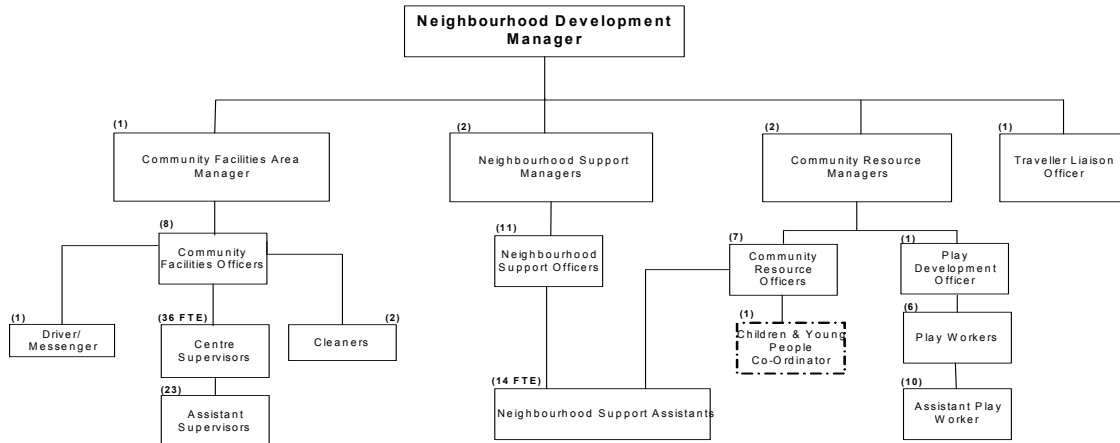 Neighbourhood Development
Manager
(1)
Community Facilities Area
Manager
(2)
Neighbourhood Support
Managers
(2)
Community Resource
Managers
(1)
Traveller Liaison
Officer
(8)
Community
Facilities Officers
(11)
Neighbourhood
Support Officers
(7)
Community
Resource
Officers
(1)
Play
Development
Officer
(1)
Driver/
Messenger
(36 FTE)
Centre
Supervisors
(2)
Cleaners
(1)
Children & Young
People
Co-Ordinator
(6)
Play Workers
(23)
Assistant
Supervisors
(14 FTE)
Neighbourhood Support Assistants
(10)
Assistant Play
Worker